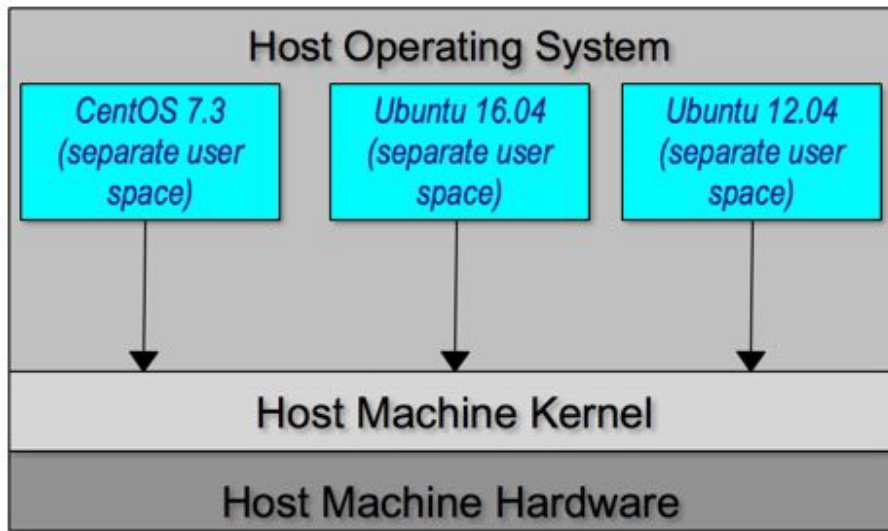 Host Operating System
CentOS 7.3
(separate user
space)
Ubuntu 16.04
(separate user
space)
Ubuntu 12.04
(separate user
space)
Host Machine Kernel
Host Machine Hardware